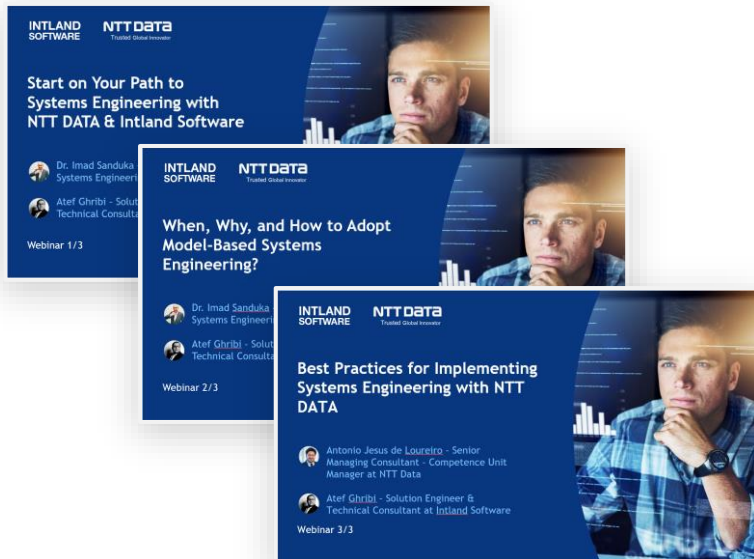 INTLAND
SOFTWARE
NTT DATA
Trusted Global Innovator
Start on Your Path to
Systems Engineering with
NTT DATA & Intland Software
Dr. Imad Sanduka
Systems Engineeri
Atef Ghribi - Solut
Technical Consulta
Webinar 1/3
INTLAND
SOFTWARE
NTT DATA
Trusted Global Innovator
When, Why, and How to Adopt
Model-Based Systems
Engineering?
Dr. Imad Sanduka
Systems Engineeri
Atef Ghribi - Solut
Technical Consulta
Webinar 2/3
INTLAND
SOFTWARE
NTT DATA
Trusted Global Innovator
Best Practices for Implementing
Systems Engineering with NTT
DATA
Antonio Jesus de Loureiro - Senior
Managing Consultant - Competence Unit
Manager at NTT Data
Atef Ghribi - Solution Engineer &
Technical Consultant at Intland Software
Webinar 3/3